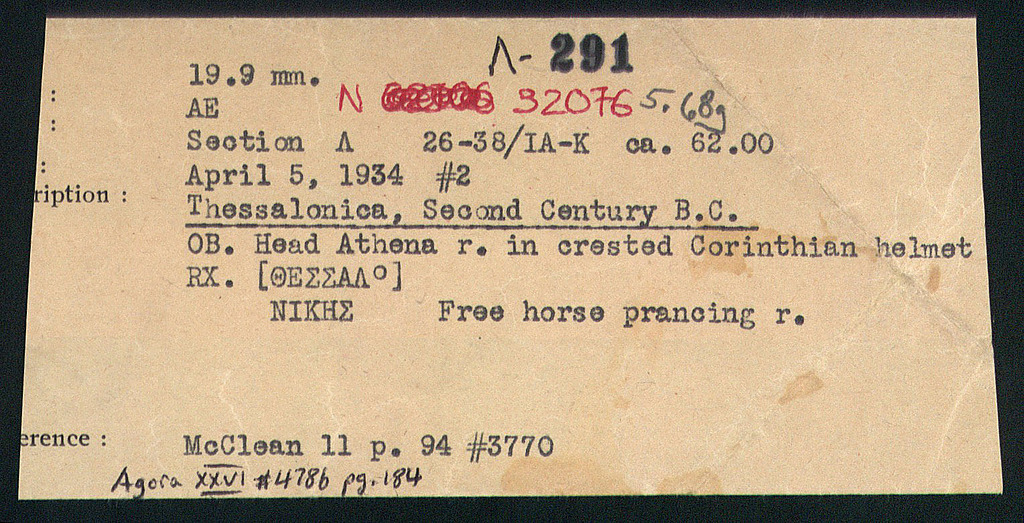 Λ- 291
19.9 mm.
: AE N 32076 5.68g
: Section Λ 26-38/ΙΑ-Κ ca. 62.00
: April 5, 1934 #2
ription : Thessalonica, Second Century B.C.
OB. Head Athena r. in crested Corinthian helmet
RX. [ΘΕΣΣΑΛΟ]
ΝΙΚΗΣ Free horse prancing r.
erence : McClean 11 p. 94 #3770
Agora XXVI #478b pg. 184